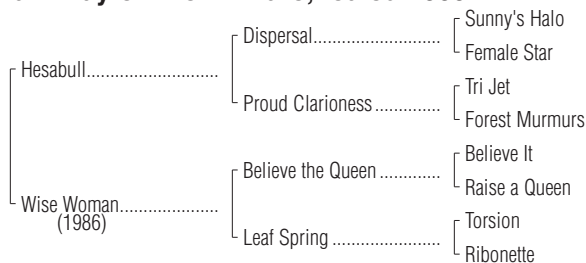 Sunny's Halo
Dispersal
Female Star
Hesabull
Tri Jet
Proud Clarioness
Forest Murmurs
Believe It
Believe the Queen
Raise a Queen
Wise Woman
(1986)
Torsion
Leaf Spring
Ribonette